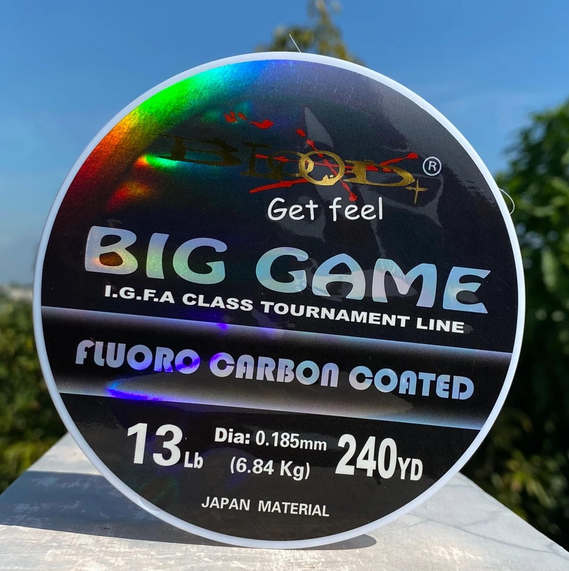 BLOOD ®
Get feel
BIG GAME
I.G.F.A CLASS TOURNAMENT LINE
FLUORO CARBON COATED
13Lb Dia: 0.185mm 240YD
(6.84 Kg)
JAPAN MATERIAL